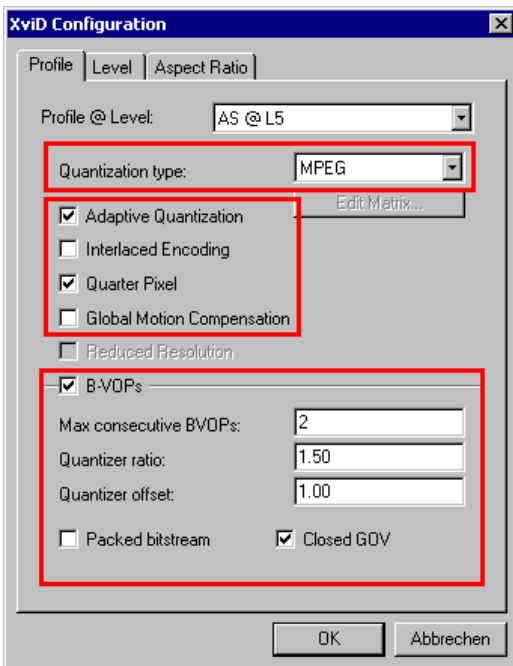 XviD Configuration
Profile Level Aspect Ratio
Profile @ Level: AS @ L5
Quantization type: MPEG
Edit Matrix...
Adaptive Quantization
Interlaced Encoding
Quarter Pixel
Global Motion Compensation
Reduced Resolution
B-VOPs
Max consecutive BVOPs: 2
Quantizer ratio: 1.50
Quantizer offset: 1.00
Packed bitstream Closed GOV
OK Abbrechen